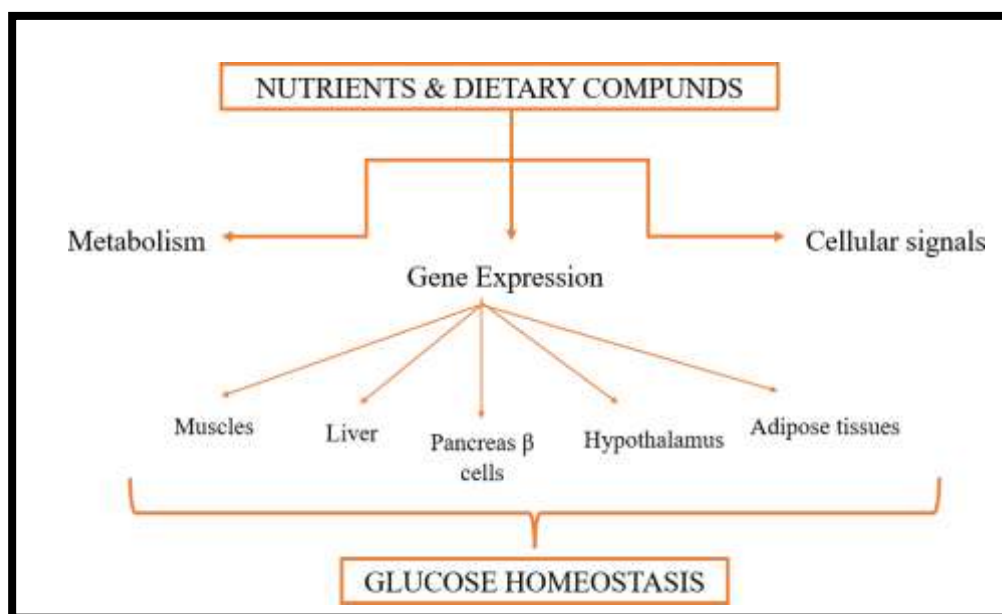 NUTRIENTS & DIETARY COMPUNDS
Metabolism
Cellular signals
Gene Expression
Muscles
Liver
Pancreas β
cells
Hypothalamus
Adipose tissues
GLUCOSE HOMEOSTASIS